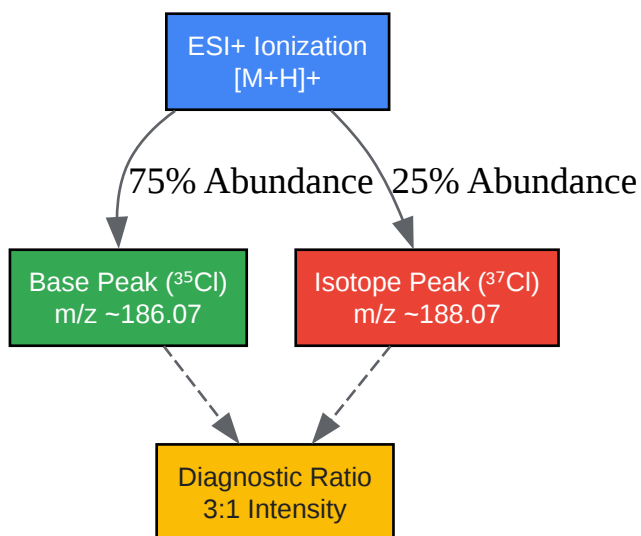 ESI+ Ionization
[M+H]+
75% Abundance
25% Abundance
Base Peak (³⁵Cl)
m/z ~186.07
Isotope Peak (³⁷Cl)
m/z ~188.07
Diagnostic Ratio
3:1 Intensity